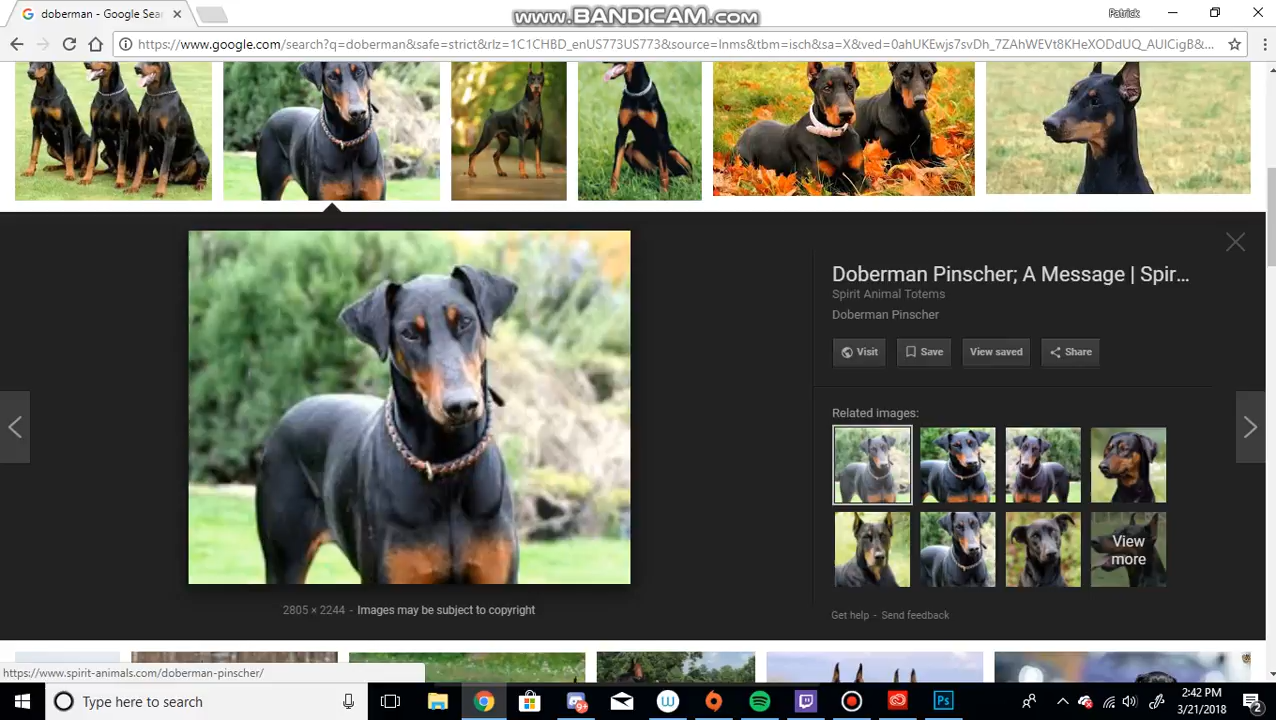 doberman - Google Sea
www.BANDICAM.com
Patrick
https://www.google.com/search?q=doberman&safe=strict&rlz=1C1CHBD_enUS773US773&source=lnms&tbm=isch&sa=X&ved=0ahUKEwjs7svDh_7ZAhWEVt8KHeXODdUQ_AUICigB&...
Doberman Pinscher; A Message | Spir...
Spirit Animal Totems
Doberman Pinscher
Visit Save View saved Share
Related images:
View more
2805 × 2244 - Images may be subject to copyright
Get help - Send feedback
https://www.spirit-animals.com/doberman-pinscher/
Type here to search
9+
W
Ps
2:42 PM
3/21/2018
2